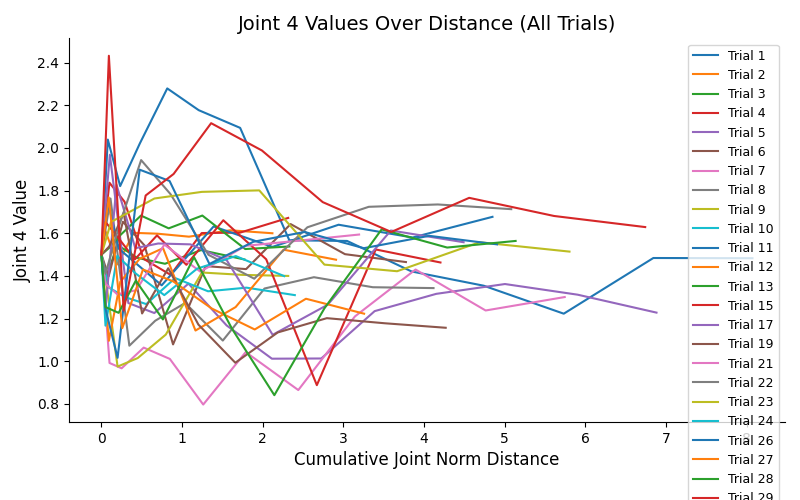 Joint 4 Values Over Distance (All Trials)
Joint 4 Value
2.4
2.2
2.0
1.8
1.6
1.4
1.2
1.0
0.8
0
1
2
3
4
5
6
7
Cumulative Joint Norm Distance
Trial 1
Trial 2
Trial 3
Trial 4
Trial 5
Trial 6
Trial 7
Trial 8
Trial 9
Trial 10
Trial 11
Trial 12
Trial 13
Trial 15
Trial 17
Trial 19
Trial 21
Trial 22
Trial 23
Trial 24
Trial 26
Trial 27
Trial 28
Trial 29